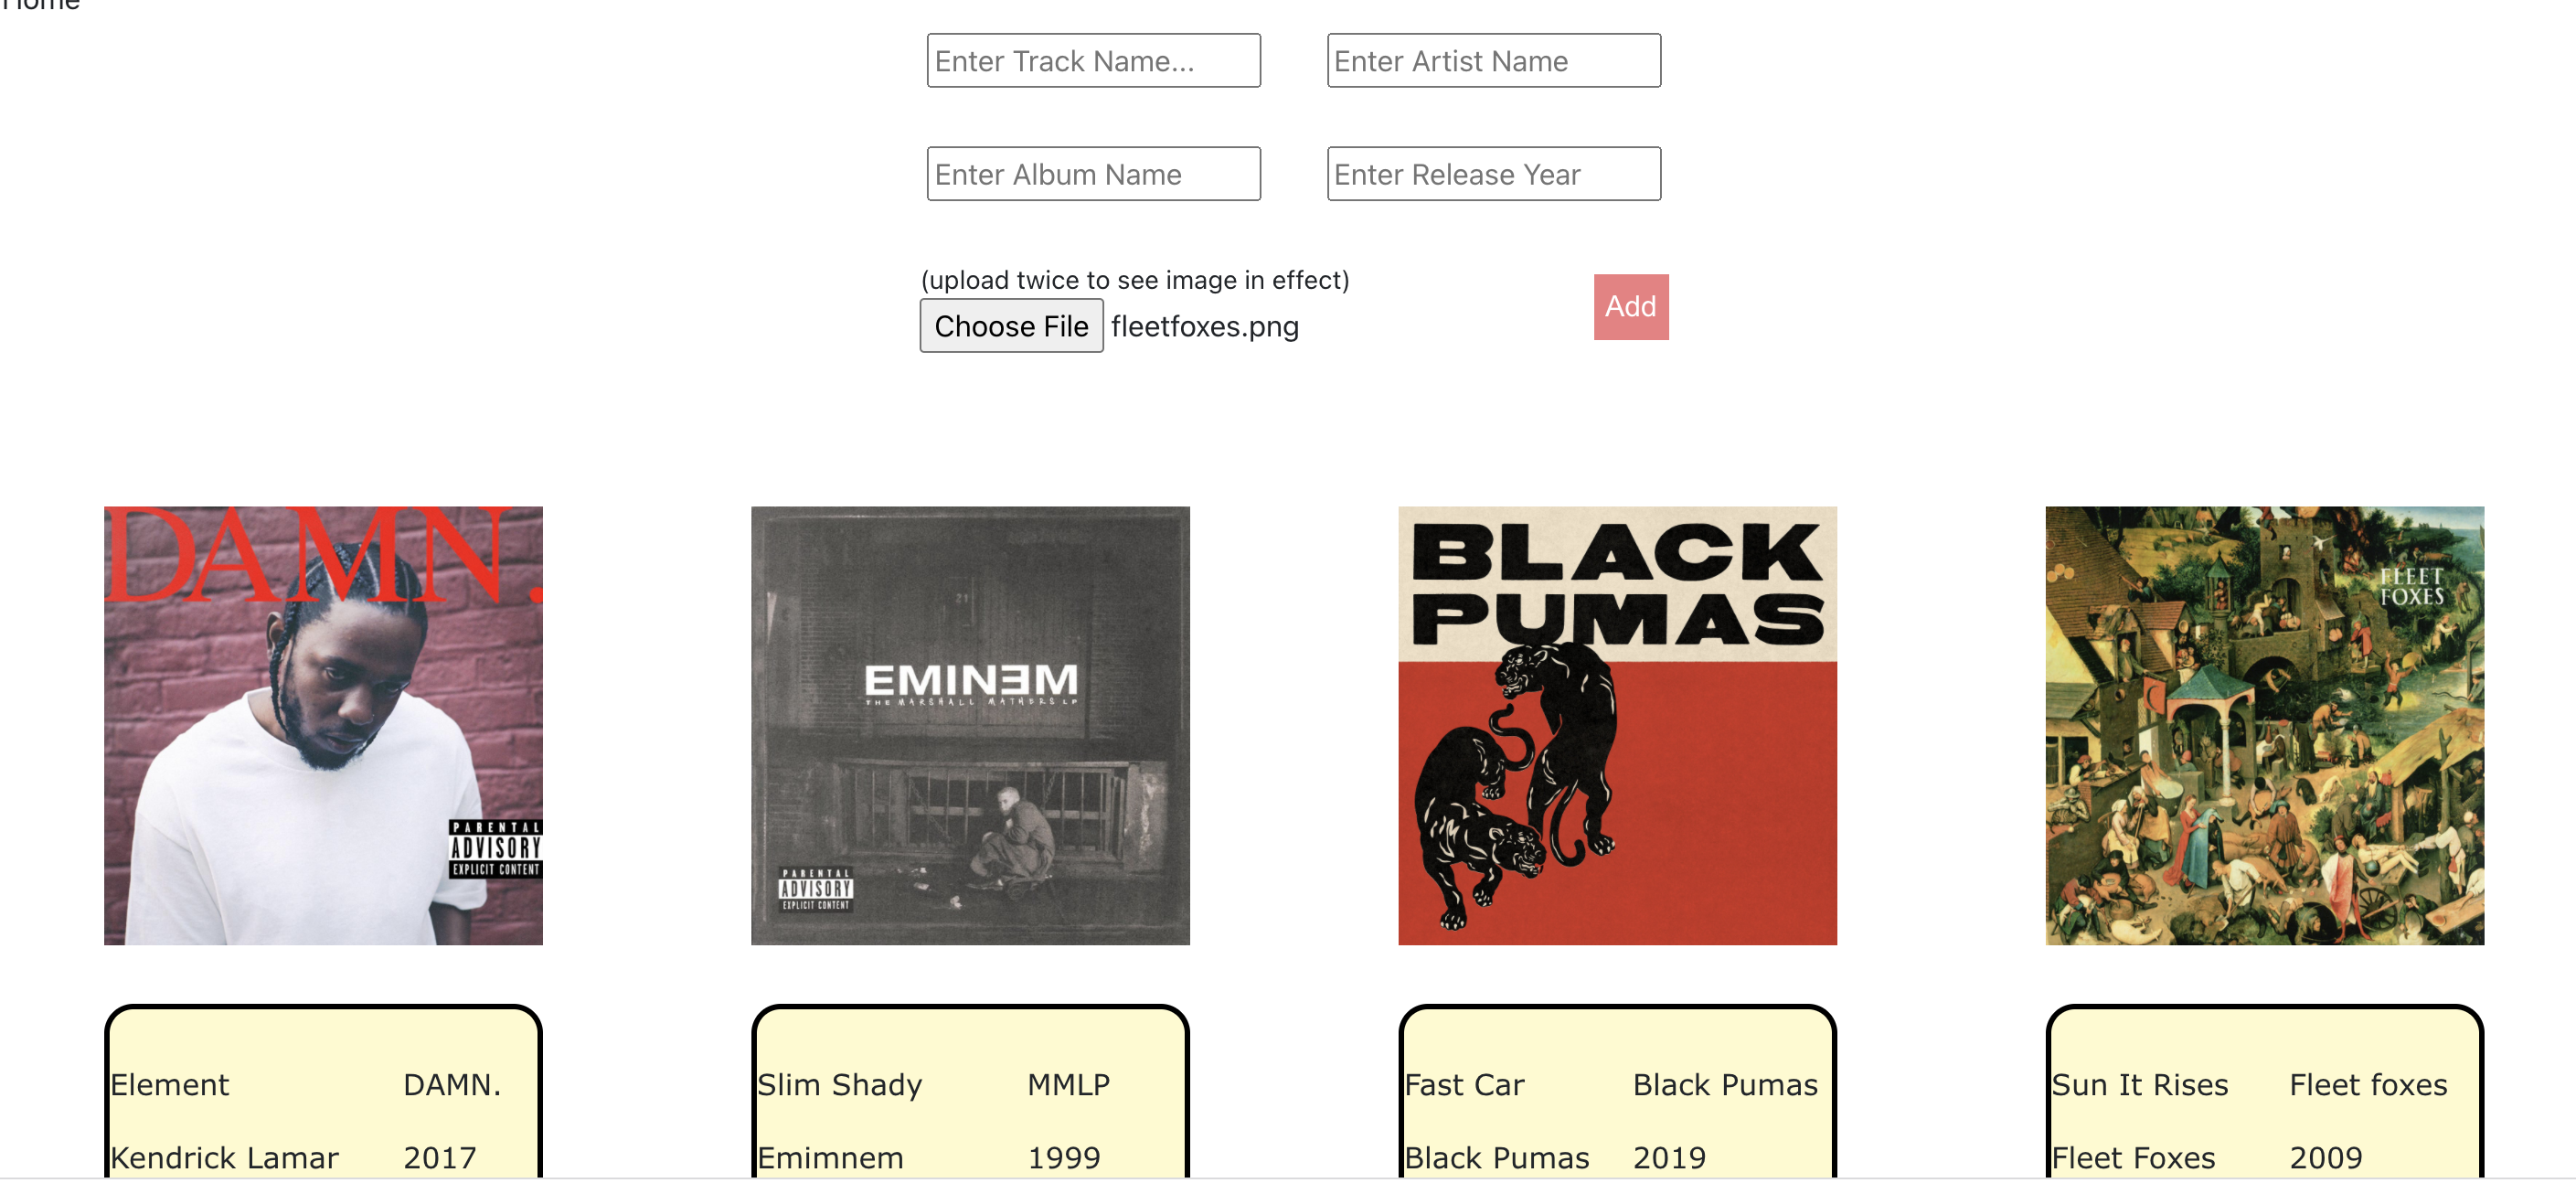 Home
Enter Track Name...
Enter Artist Name
Enter Album Name
Enter Release Year
(upload twice to see image in effect)
Choose File fleetfoxes.png
Add
DAMN.
PARENTAL
ADVISORY
EXPLICIT CONTENT
21
EMINƎM
THE MARSHALL MATHERS LP
PARENTAL
ADVISORY
EXPLICIT CONTENT
BLACK
PUMAS
FLEET
FOXES
Element DAMN.
Kendrick Lamar 2017
Slim Shady MMLP
Emimnem 1999
Fast Car Black Pumas
Black Pumas 2019
Sun It Rises Fleet foxes
Fleet Foxes 2009